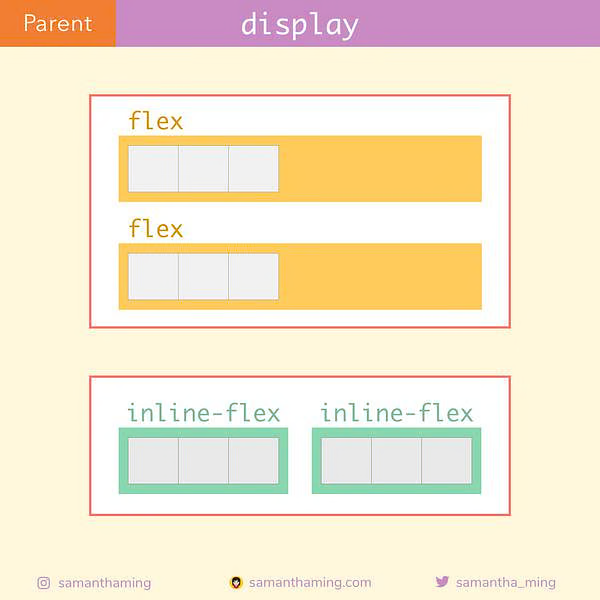 Parent display
flex
flex
inline-flex inline-flex
samanthaming samanthaming.com samantha_ming